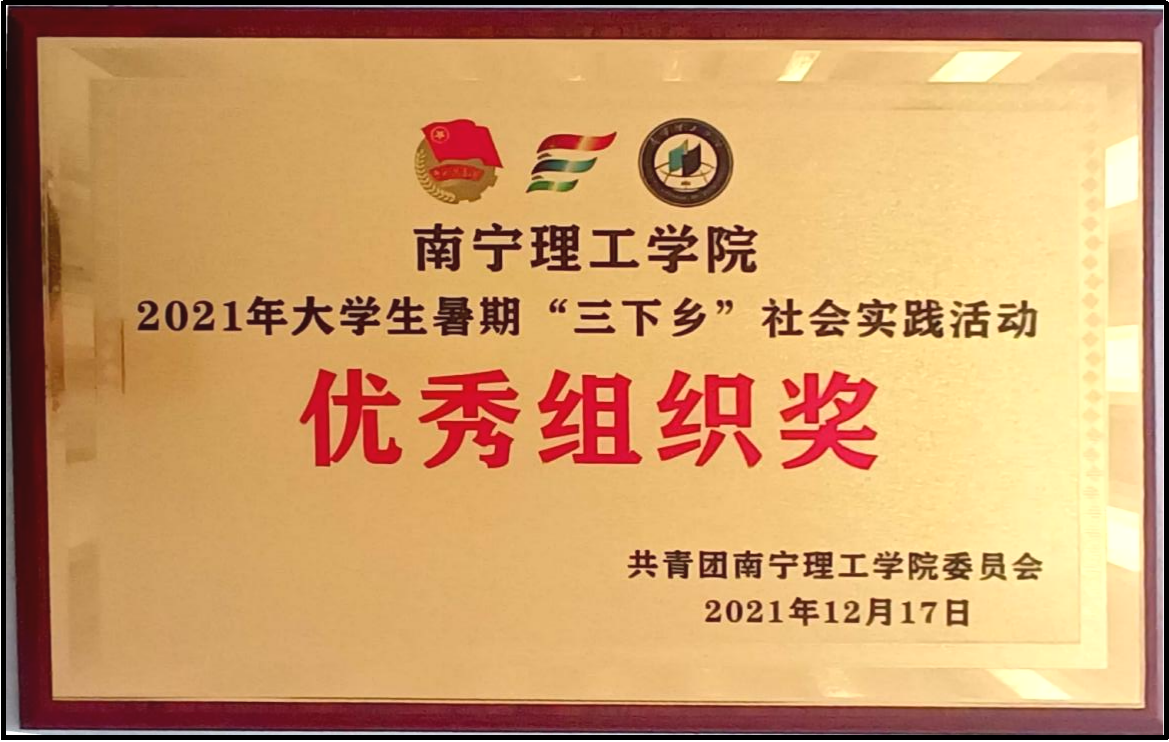 南宁理工学院
2021年大学生暑期“三下乡”社会实践活动
优秀组织奖
共青团南宁理工学院委员会
2021年12月17日